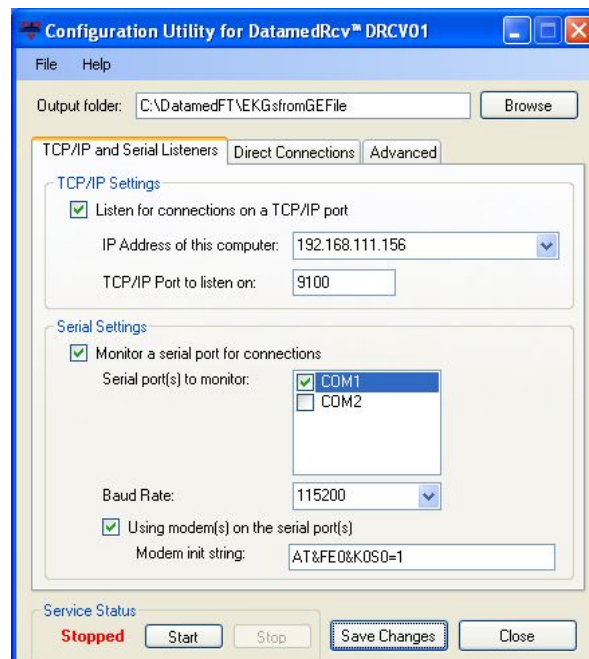 Configuration Utility for DatamedRcv™ DRCV01
File Help
Output folder: C:\DatamedFT\EKGsfromGEFile Browse
TCP/IP and Serial Listeners Direct Connections Advanced
TCP/IP Settings
Listen for connections on a TCP/IP port
IP Address of this computer: 192.168.111.156
TCP/IP Port to listen on: 9100
Serial Settings
Monitor a serial port for connections
Serial port(s) to monitor: COM1
COM2
Baud Rate: 115200
Using modem(s) on the serial port(s)
Modem init string: AT&FE0&K0S0=1
Service Status
Stopped Start Stop Save Changes Close